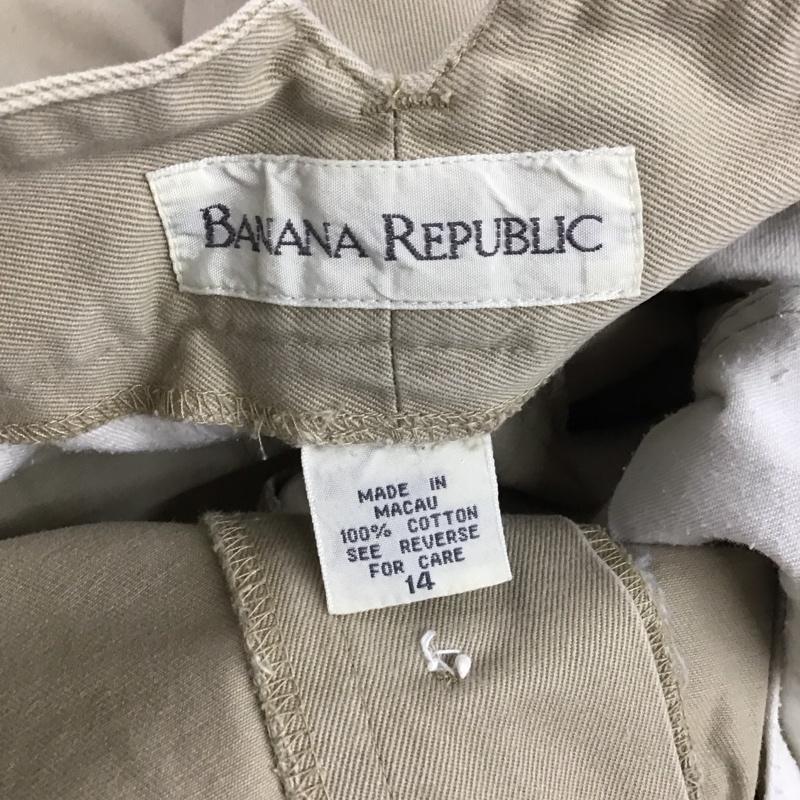 BANANA REPUBLIC
MADE IN
MACAU
100% COTTON
SEE REVERSE
FOR CARE
14